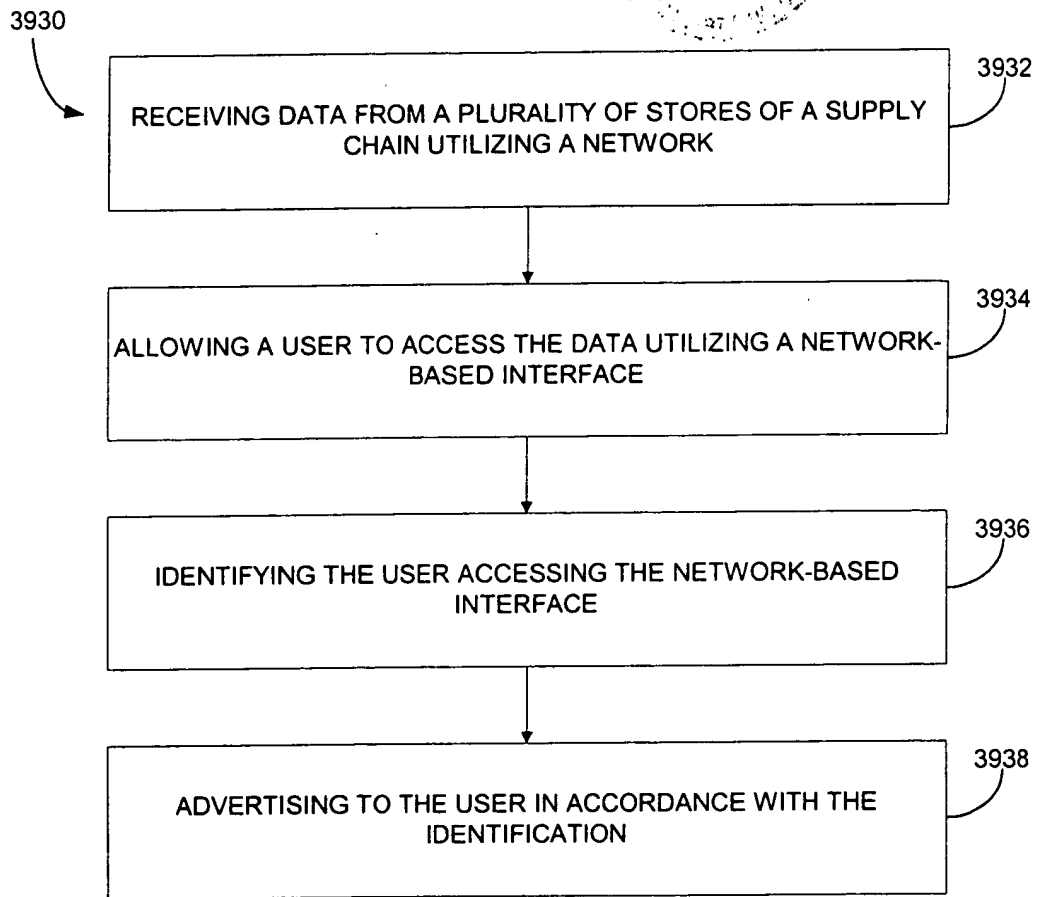 3930
27
3932
RECEIVING DATA FROM A PLURALITY OF STORES OF A SUPPLY
CHAIN UTILIZING A NETWORK
3934
ALLOWING A USER TO ACCESS THE DATA UTILIZING A NETWORK-
BASED INTERFACE
3936
IDENTIFYING THE USER ACCESSING THE NETWORK-BASED
INTERFACE
3938
ADVERTISING TO THE USER IN ACCORDANCE WITH THE
IDENTIFICATION